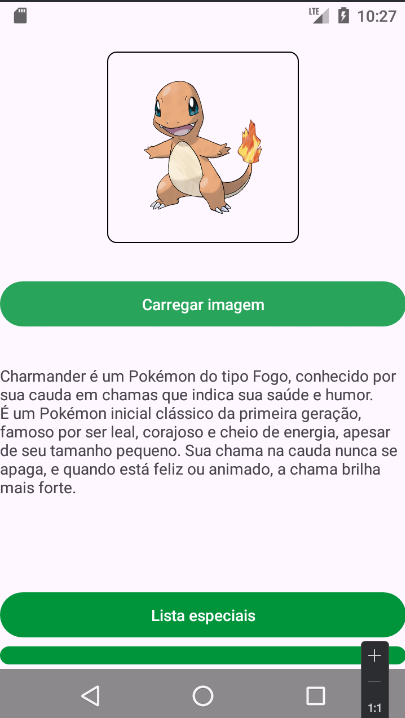 LTE
10:27
Carregar imagem
Charmander é um Pokémon do tipo Fogo, conhecido por
sua cauda em chamas que indica sua saúde e humor.
É um Pokémon inicial clássico da primeira geração,
famoso por ser leal, corajoso e cheio de energia, apesar
de seu tamanho pequeno. Sua chama na cauda nunca se
apaga, e quando está feliz ou animado, a chama brilha
mais forte.
Lista especiais
1:1